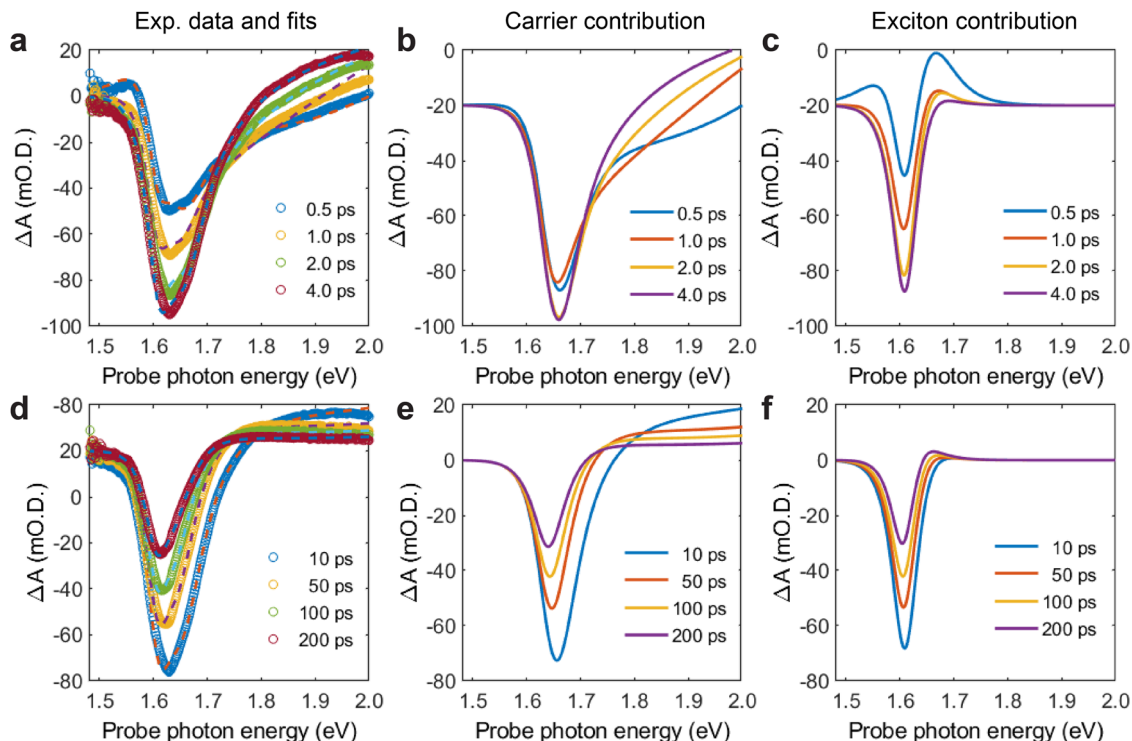 Exp. data and fits
Carrier contribution
Exciton contribution
a
20
0
-20
-40
-60
-80
-100
ΔA (mO.D.)
0.5 ps
1.0 ps
2.0 ps
4.0 ps
1.5 1.6 1.7 1.8 1.9 2.0
Probe photon energy (eV)
b
0
-20
-40
-60
-80
-100
ΔA (mO.D.)
0.5 ps
1.0 ps
2.0 ps
4.0 ps
1.5 1.6 1.7 1.8 1.9 2.0
Probe photon energy (eV)
c
0
-20
-40
-60
-80
-100
ΔA (mO.D.)
0.5 ps
1.0 ps
2.0 ps
4.0 ps
1.5 1.6 1.7 1.8 1.9 2.0
Probe photon energy (eV)
d
-80
20
0
-20
-40
-60
-80
ΔA (mO.D.)
10 ps
50 ps
100 ps
200 ps
1.5 1.6 1.7 1.8 1.9 2.0
Probe photon energy (eV)
e
20
0
-20
-40
-60
-80
ΔA (mO.D.)
10 ps
50 ps
100 ps
200 ps
1.5 1.6 1.7 1.8 1.9 2.0
Probe photon energy (eV)
f
20
0
-20
-40
-60
-80
ΔA (mO.D.)
10 ps
50 ps
100 ps
200 ps
1.5 1.6 1.7 1.8 1.9 2.0
Probe photon energy (eV)